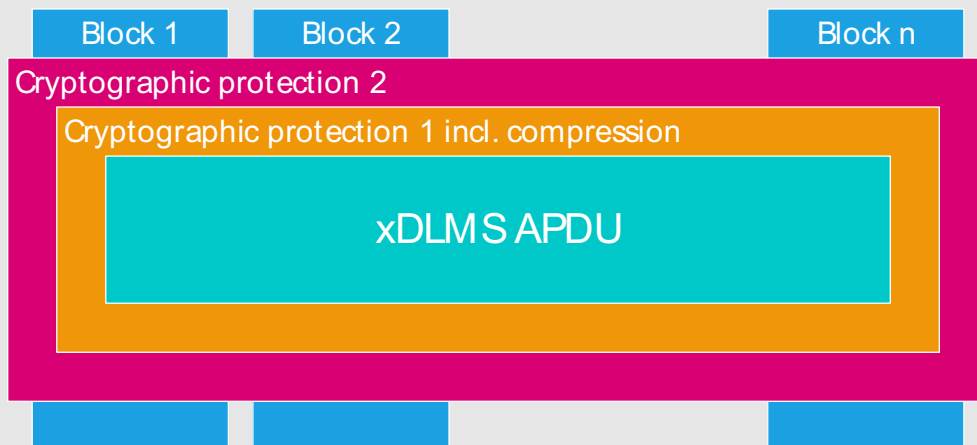 Block 1 Block 2 Block n
Cryptographic protection 2
Cryptographic protection 1 incl. compression
xDLMS APDU